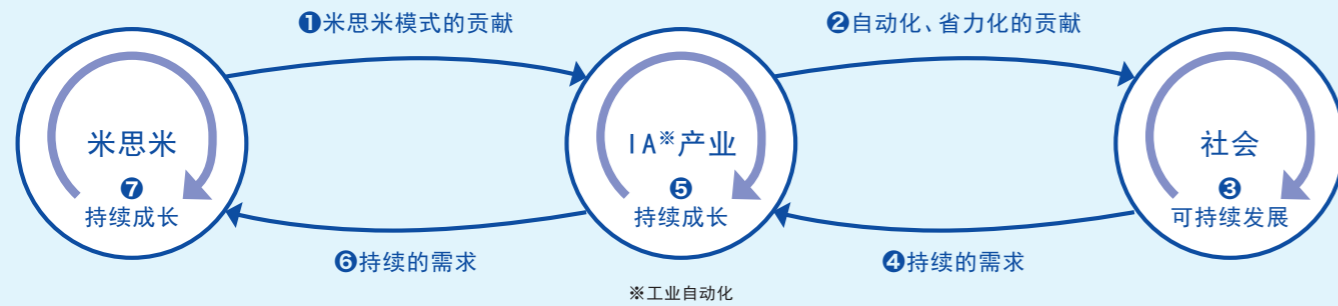 ❶米思米模式的贡献
❷自动化、省力化的贡献
米思米
❼
持续成长
IA※产业
❺
持续成长
社会
❸
可持续发展
❻持续的需求
❹持续的需求
※工业自动化